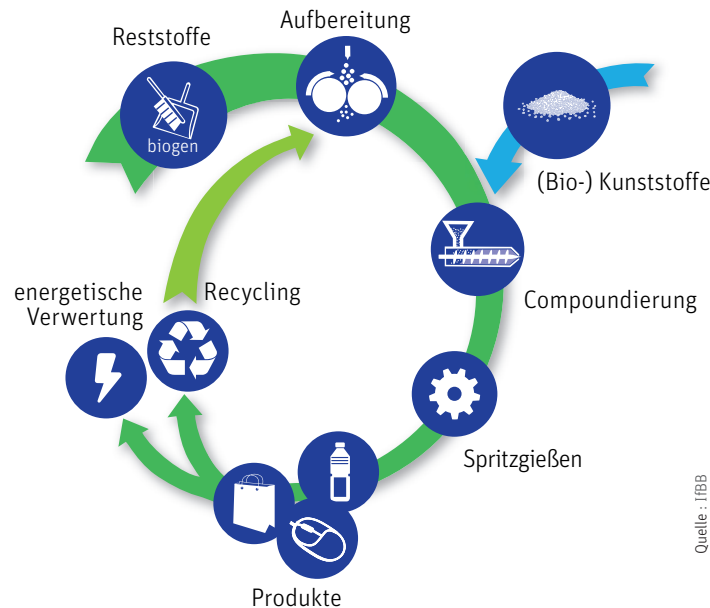 Aufbereitung
Reststoffe
biogen
(Bio-) Kunststoffe
Compoundierung
energetische
Verwertung
Recycling
Spritzgießen
Produkte
Quelle : IfBB